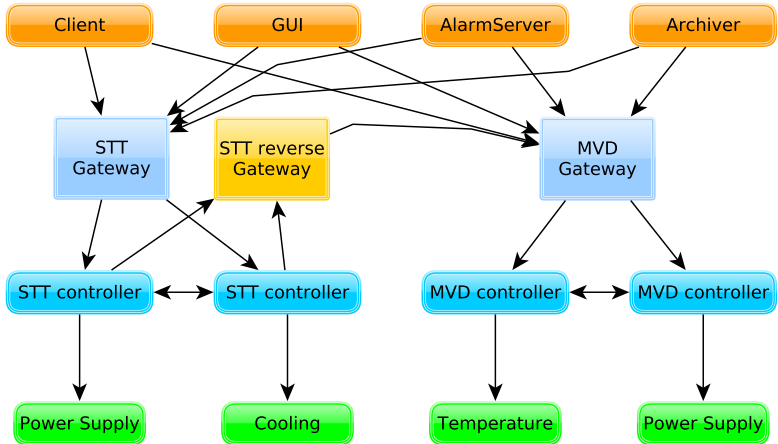 Client
GUI
AlarmServer
Archiver
STT
Gateway
STT reverse
Gateway
MVD
Gateway
STT controller
STT controller
MVD controller
MVD controller
Power Supply
Cooling
Temperature
Power Supply